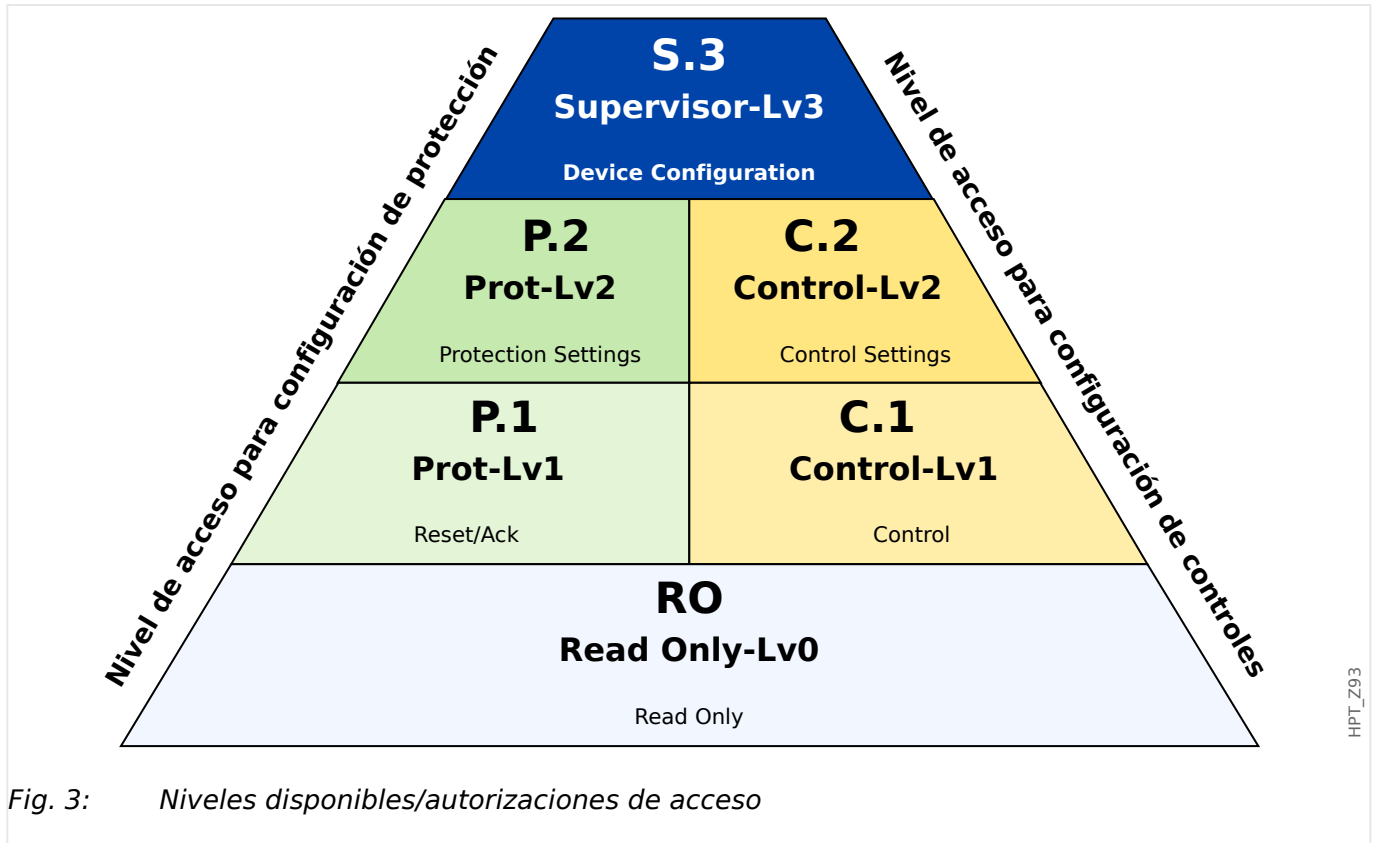 S.3
Supervisor-Lv3
Device Configuration
Nivel de acceso para configuración de protección
Nivel de acceso para configuración de controles
P.2
Prot-Lv2
Protection Settings
C.2
Control-Lv2
Control Settings
P.1
Prot-Lv1
Reset/Ack
C.1
Control-Lv1
Control
RO
Read Only-Lv0
Read Only
HPT_Z93
Fig. 3: Niveles disponibles/autorizaciones de acceso